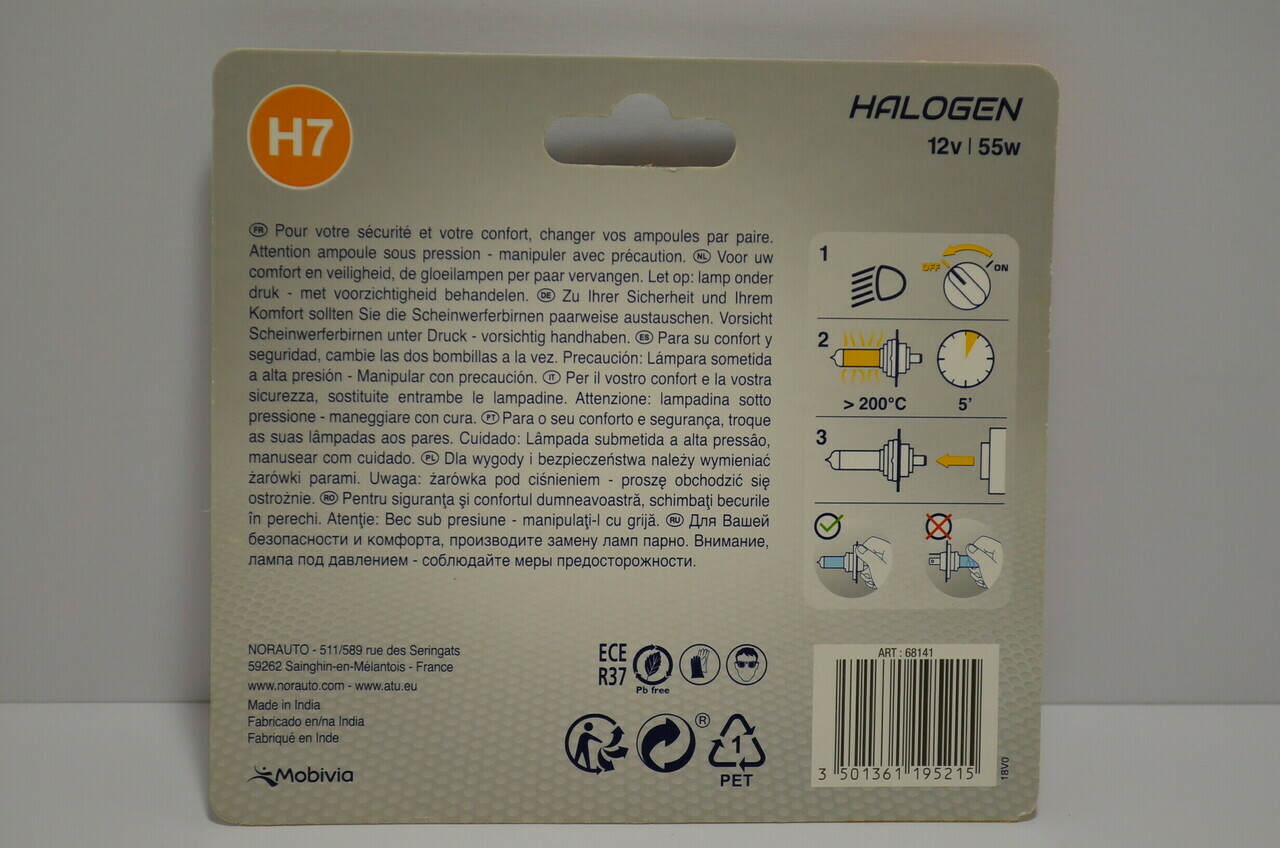 H7
HALOGEN
12v | 55w
FR Pour votre sécurité et votre confort, changer vos ampoules par paire.
Attention ampoule sous pression - manipuler avec précaution. NL Voor uw
comfort en veiligheid, de gloeilampen per paar vervangen. Let op: lamp onder
druk - met voorzichtigheid behandelen. DE Zu Ihrer Sicherheit und Ihrem
Komfort sollten Sie die Scheinwerferbirnen paarweise austauschen. Vorsicht
Scheinwerferbirnen unter Druck - vorsichtig handhaben. ES Para su confort y
seguridad, cambie las dos bombillas a la vez. Precaución: Lámpara sometida
a alta presión - Manipular con precaución. IT Per il vostro confort e la vostra
sicurezza, sostituite entrambe le lampadine. Attenzione: lampadina sotto
pressione - maneggiare con cura. PT Para o seu conforto e segurança, troque
as suas lâmpadas aos pares. Cuidado: Lâmpada submetida a alta pressâo,
manusear com cuidado. PL Dla wygody i bezpieczeństwa należy wymieniać
żarówki parami. Uwaga: żarówka pod ciśnieniem - proszę obchodzić się
ostrożnie. RO Pentru siguranţa şi confortul dumneavoastră, schimbaţi becurile
în perechi. Atenţie: Bec sub presiune - manipulaţi-l cu grijă. RU Для Вашей
безопасности и комфорта, производите замену ламп парно. Внимание,
лампа под давлением - соблюдайте меры предосторожности.
1
OFF
ON
2
> 200°C
5'
3
NORAUTO - 511/589 rue des Seringats
59262 Sainghin-en-Mélantois - France
www.norauto.com - www.atu.eu
Made in India
Fabricado en/na India
Fabriqué en Inde
Mobivia
ECE
R37
Pb free
®
1
PET
ART : 68141
3 501361 195215
18V0